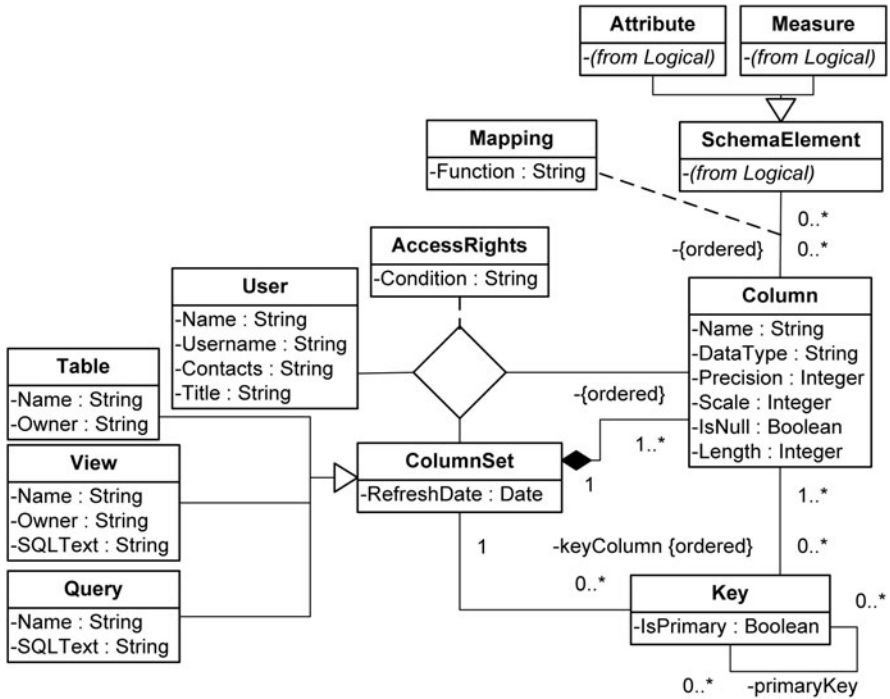 Attribute
-(from Logical)
Measure
-(from Logical)
Mapping
-Function : String
SchemaElement
-(from Logical)
0..*
-{ordered}
0..*
AccessRights
-Condition : String
User
-Name : String
-Username : String
-Contacts : String
-Title : String
Column
-Name : String
-DataType : String
-Precision : Integer
-Scale : Integer
-IsNull : Boolean
-Length : Integer
Table
-Name : String
-Owner : String
-{ordered}
1..*
1
View
-Name : String
-Owner : String
-SQLText : String
ColumnSet
-RefreshDate : Date
1..*
1
-keyColumn {ordered}
0..*
0..*
Query
-Name : String
-SQLText : String
Key
-IsPrimary : Boolean
0..*
0..*
-primaryKey